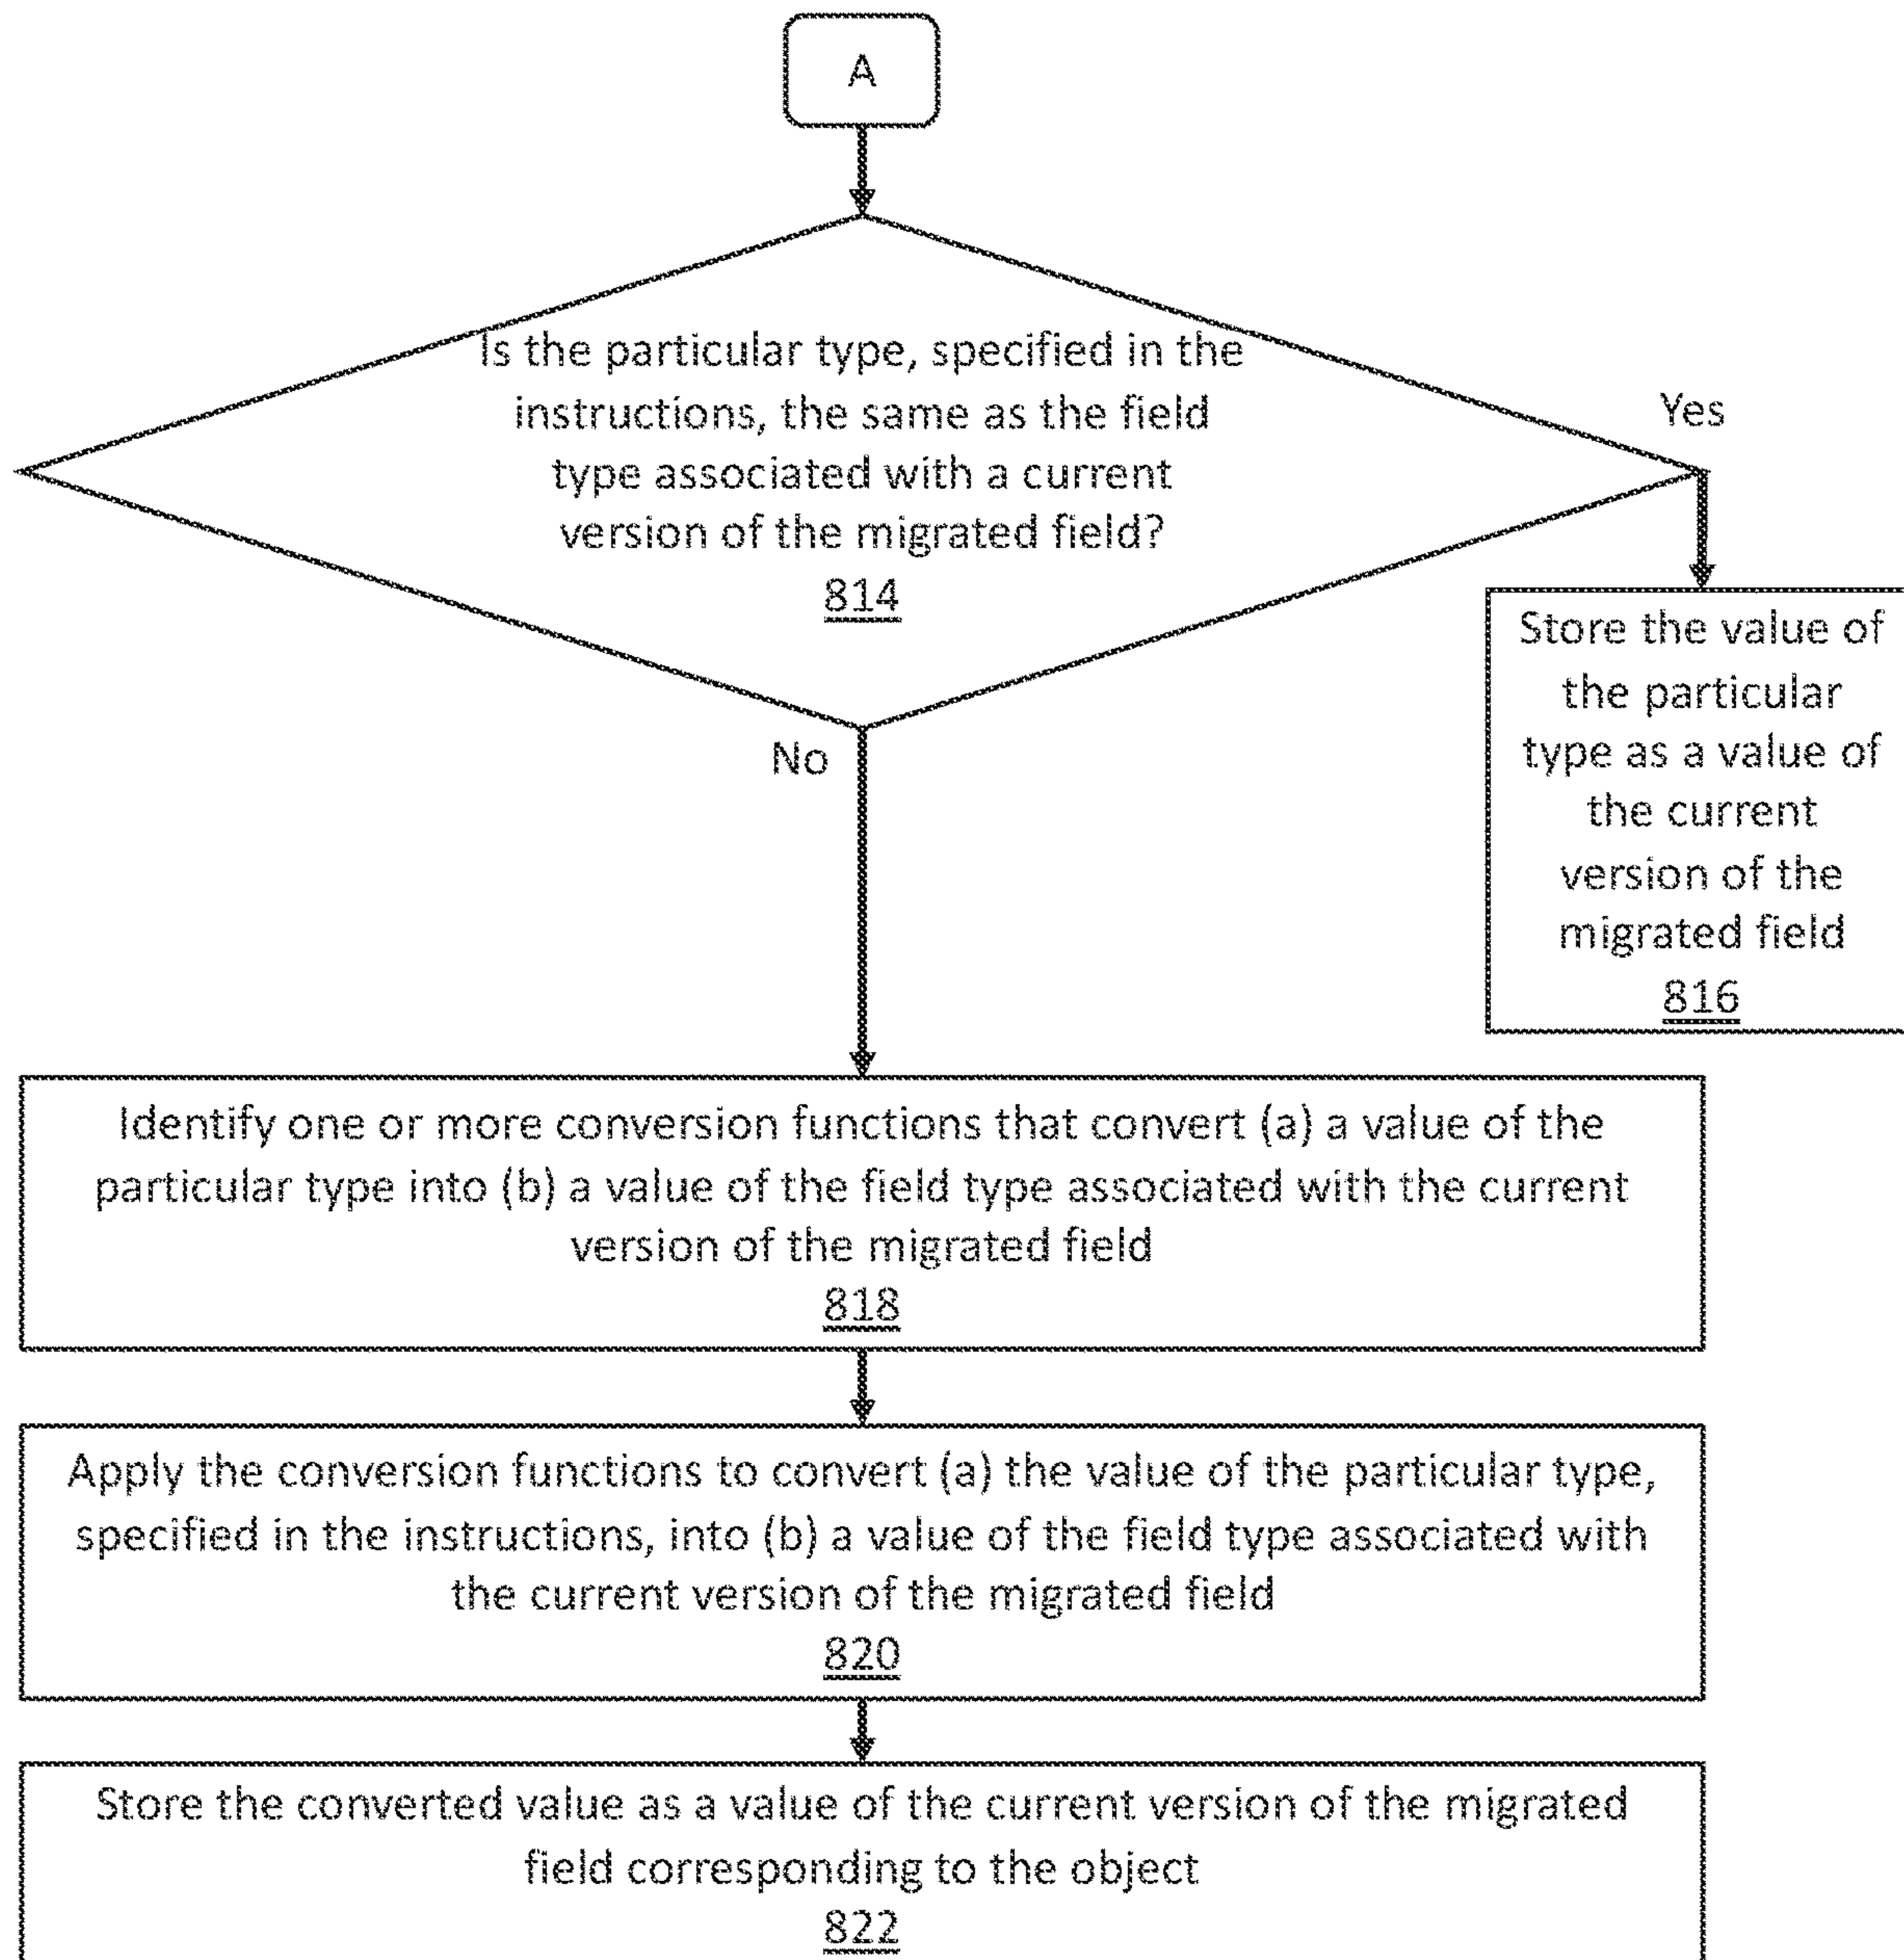 A
Is the particular type, specified in the
instructions, the same as the field
type associated with a current
version of the migrated field?
814
Yes
No
Store the value of
the particular
type as a value of
the current
version of the
migrated field
816
Identify one or more conversion functions that convert (a) a value of the
particular type into (b) a value of the field type associated with the current
version of the migrated field
818
Apply the conversion functions to convert (a) the value of the particular type,
specified in the instructions, into (b) a value of the field type associated with
the current version of the migrated field
820
Store the converted value as a value of the current version of the migrated
field corresponding to the object
822